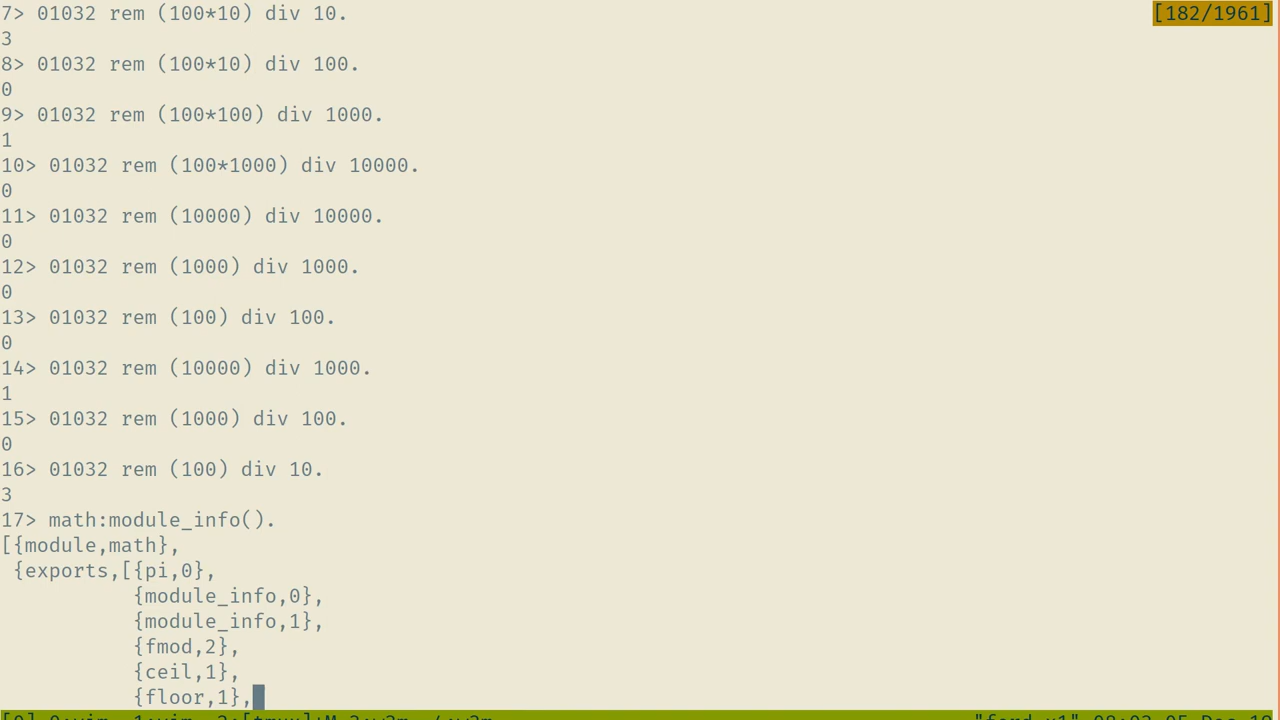 7> 01032 rem (100*10) div 10. [182/1961]
3
8> 01032 rem (100*10) div 100.
0
9> 01032 rem (100*100) div 1000.
1
10> 01032 rem (100*1000) div 10000.
0
11> 01032 rem (10000) div 10000.
0
12> 01032 rem (1000) div 1000.
0
13> 01032 rem (100) div 100.
0
14> 01032 rem (10000) div 1000.
1
15> 01032 rem (1000) div 100.
0
16> 01032 rem (100) div 10.
3
17> math:module_info().
[{module,math},
{exports,[{pi,0},
{module_info,0},
{module_info,1},
{fmod,2},
{ceil,1},
{floor,1},